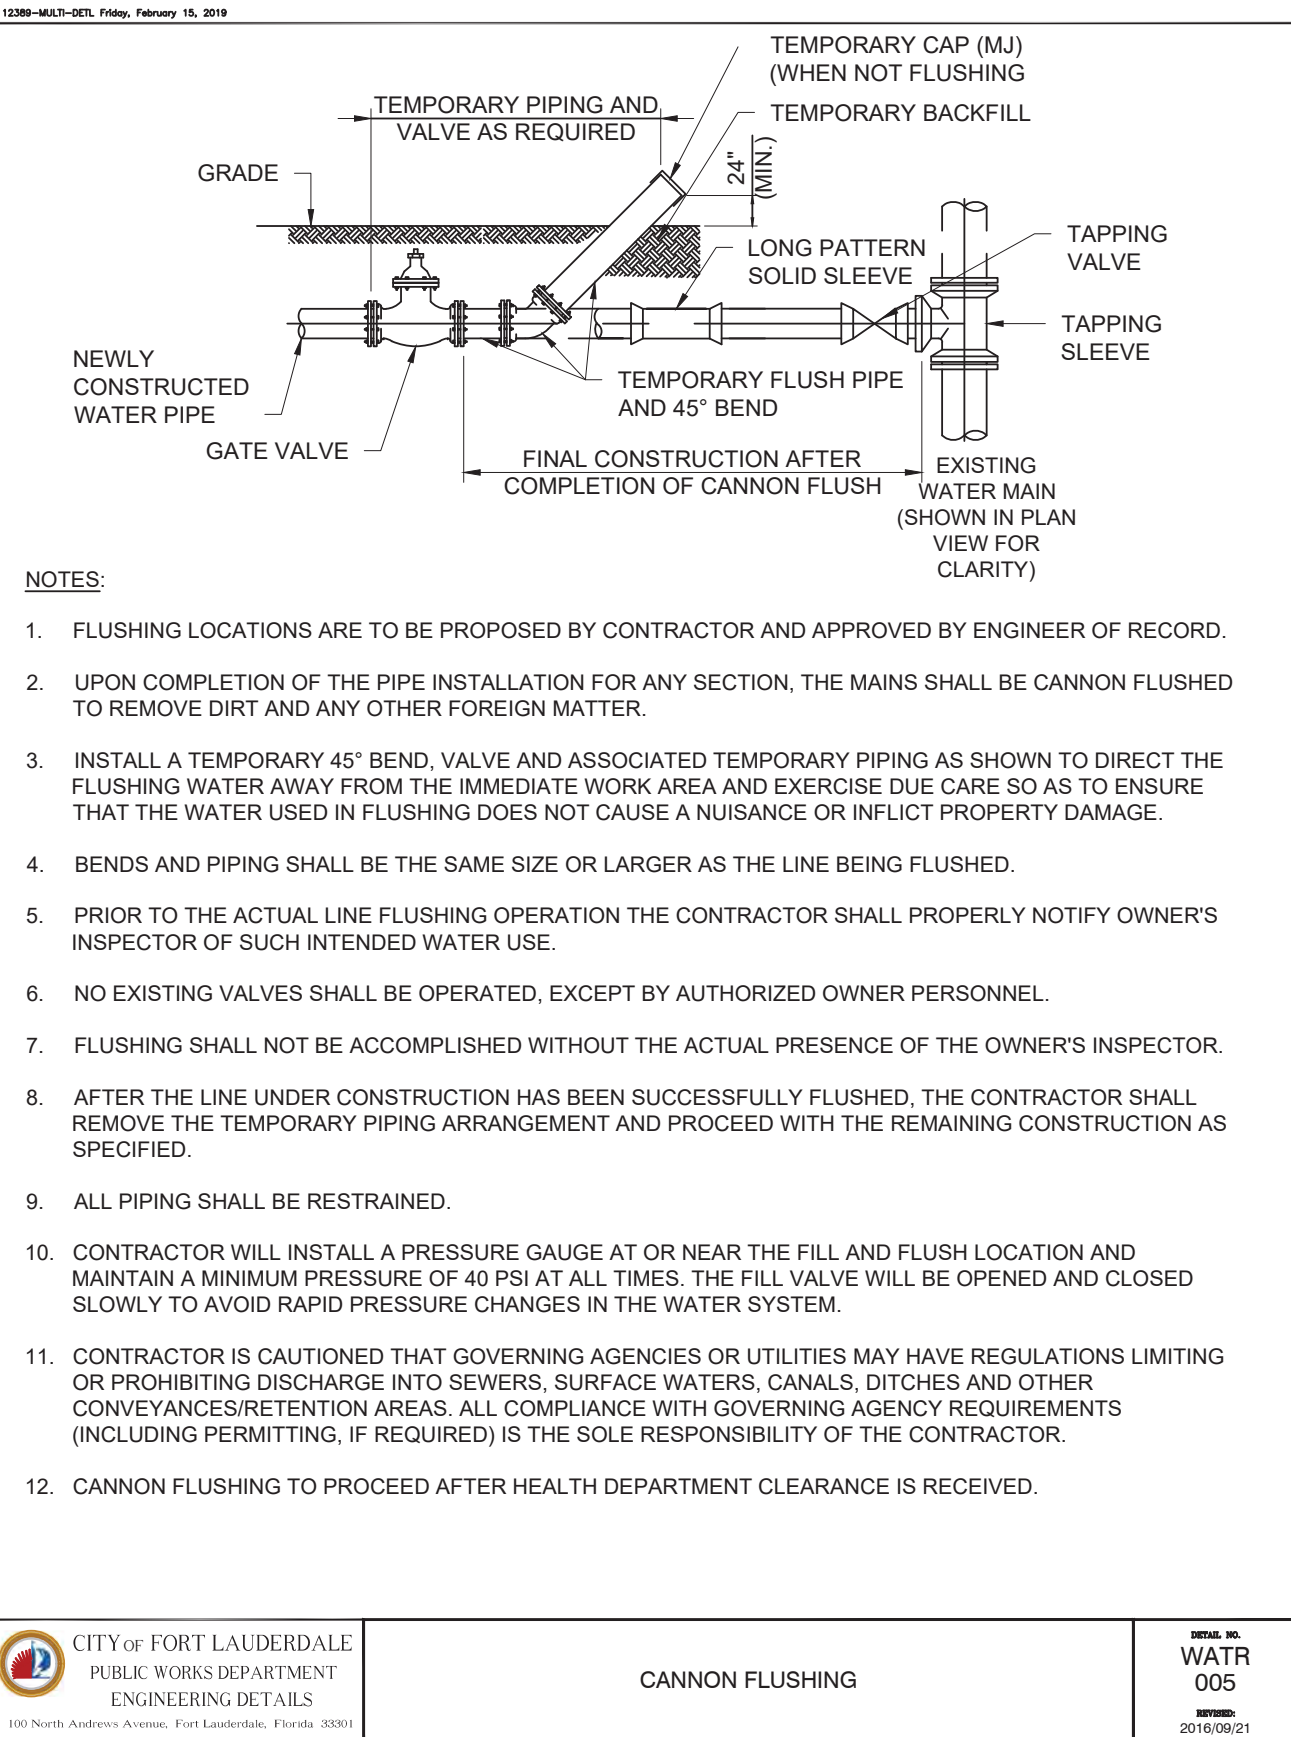 12389-MULTI-DETL Friday, February 15, 2019
TEMPORARY CAP (MJ)
(WHEN NOT FLUSHING
TEMPORARY PIPING AND
VALVE AS REQUIRED
TEMPORARY BACKFILL
24"
(MIN.)
GRADE
LONG PATTERN
SOLID SLEEVE
TAPPING
VALVE
TAPPING
SLEEVE
NEWLY
CONSTRUCTED
WATER PIPE
TEMPORARY FLUSH PIPE
AND 45° BEND
GATE VALVE
FINAL CONSTRUCTION AFTER
COMPLETION OF CANNON FLUSH
EXISTING
WATER MAIN
(SHOWN IN PLAN
VIEW FOR
CLARITY)
NOTES:
1. FLUSHING LOCATIONS ARE TO BE PROPOSED BY CONTRACTOR AND APPROVED BY ENGINEER OF RECORD.
2. UPON COMPLETION OF THE PIPE INSTALLATION FOR ANY SECTION, THE MAINS SHALL BE CANNON FLUSHED
TO REMOVE DIRT AND ANY OTHER FOREIGN MATTER.
3. INSTALL A TEMPORARY 45° BEND, VALVE AND ASSOCIATED TEMPORARY PIPING AS SHOWN TO DIRECT THE
FLUSHING WATER AWAY FROM THE IMMEDIATE WORK AREA AND EXERCISE DUE CARE SO AS TO ENSURE
THAT THE WATER USED IN FLUSHING DOES NOT CAUSE A NUISANCE OR INFLICT PROPERTY DAMAGE.
4. BENDS AND PIPING SHALL BE THE SAME SIZE OR LARGER AS THE LINE BEING FLUSHED.
5. PRIOR TO THE ACTUAL LINE FLUSHING OPERATION THE CONTRACTOR SHALL PROPERLY NOTIFY OWNER'S
INSPECTOR OF SUCH INTENDED WATER USE.
6. NO EXISTING VALVES SHALL BE OPERATED, EXCEPT BY AUTHORIZED OWNER PERSONNEL.
7. FLUSHING SHALL NOT BE ACCOMPLISHED WITHOUT THE ACTUAL PRESENCE OF THE OWNER'S INSPECTOR.
8. AFTER THE LINE UNDER CONSTRUCTION HAS BEEN SUCCESSFULLY FLUSHED, THE CONTRACTOR SHALL
REMOVE THE TEMPORARY PIPING ARRANGEMENT AND PROCEED WITH THE REMAINING CONSTRUCTION AS
SPECIFIED.
9. ALL PIPING SHALL BE RESTRAINED.
10. CONTRACTOR WILL INSTALL A PRESSURE GAUGE AT OR NEAR THE FILL AND FLUSH LOCATION AND
MAINTAIN A MINIMUM PRESSURE OF 40 PSI AT ALL TIMES. THE FILL VALVE WILL BE OPENED AND CLOSED
SLOWLY TO AVOID RAPID PRESSURE CHANGES IN THE WATER SYSTEM.
11. CONTRACTOR IS CAUTIONED THAT GOVERNING AGENCIES OR UTILITIES MAY HAVE REGULATIONS LIMITING
OR PROHIBITING DISCHARGE INTO SEWERS, SURFACE WATERS, CANALS, DITCHES AND OTHER
CONVEYANCES/RETENTION AREAS. ALL COMPLIANCE WITH GOVERNING AGENCY REQUIREMENTS
(INCLUDING PERMITTING, IF REQUIRED) IS THE SOLE RESPONSIBILITY OF THE CONTRACTOR.
12. CANNON FLUSHING TO PROCEED AFTER HEALTH DEPARTMENT CLEARANCE IS RECEIVED.
CITY OF FORT LAUDERDALE
PUBLIC WORKS DEPARTMENT
ENGINEERING DETAILS
100 North Andrews Avenue, Fort Lauderdale, Florida 33301
CANNON FLUSHING
DETAIL NO.
WATR
005
REVISED:
2016/09/21